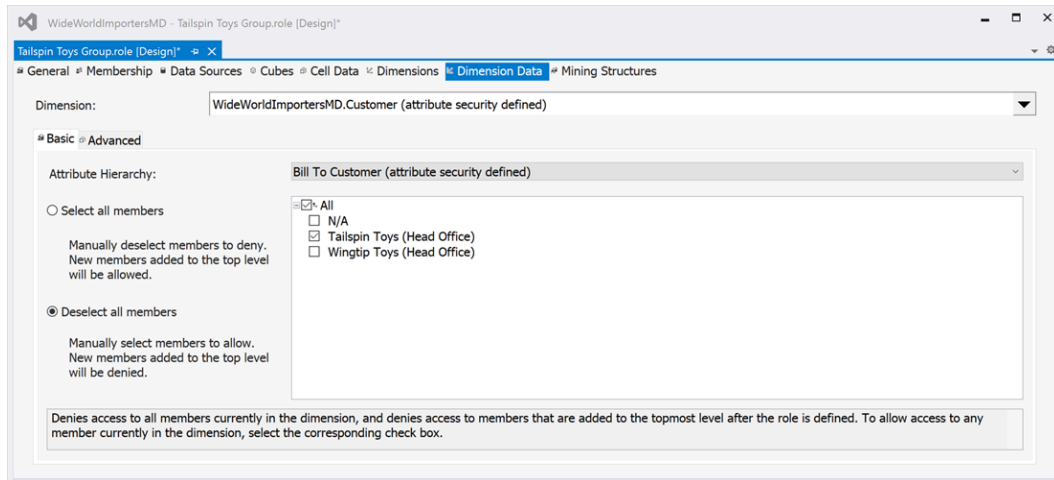 WideWorldImportersMD - Tailspin Toys Group.role [Design]*
Tailspin Toys Group.role [Design]*
General Membership Data Sources Cubes Cell Data Dimensions Dimension Data Mining Structures
Dimension: WideWorldImportersMD.Customer (attribute security defined)
Basic Advanced
Attribute Hierarchy: Bill To Customer (attribute security defined)
Select all members
Manually deselect members to deny.
New members added to the top level
will be allowed.
Deselect all members
Manually select members to allow.
New members added to the top level
will be denied.
All
N/A
Tailspin Toys (Head Office)
Wingtip Toys (Head Office)
Denies access to all members currently in the dimension, and denies access to members that are added to the topmost level after the role is defined. To allow access to any
member currently in the dimension, select the corresponding check box.